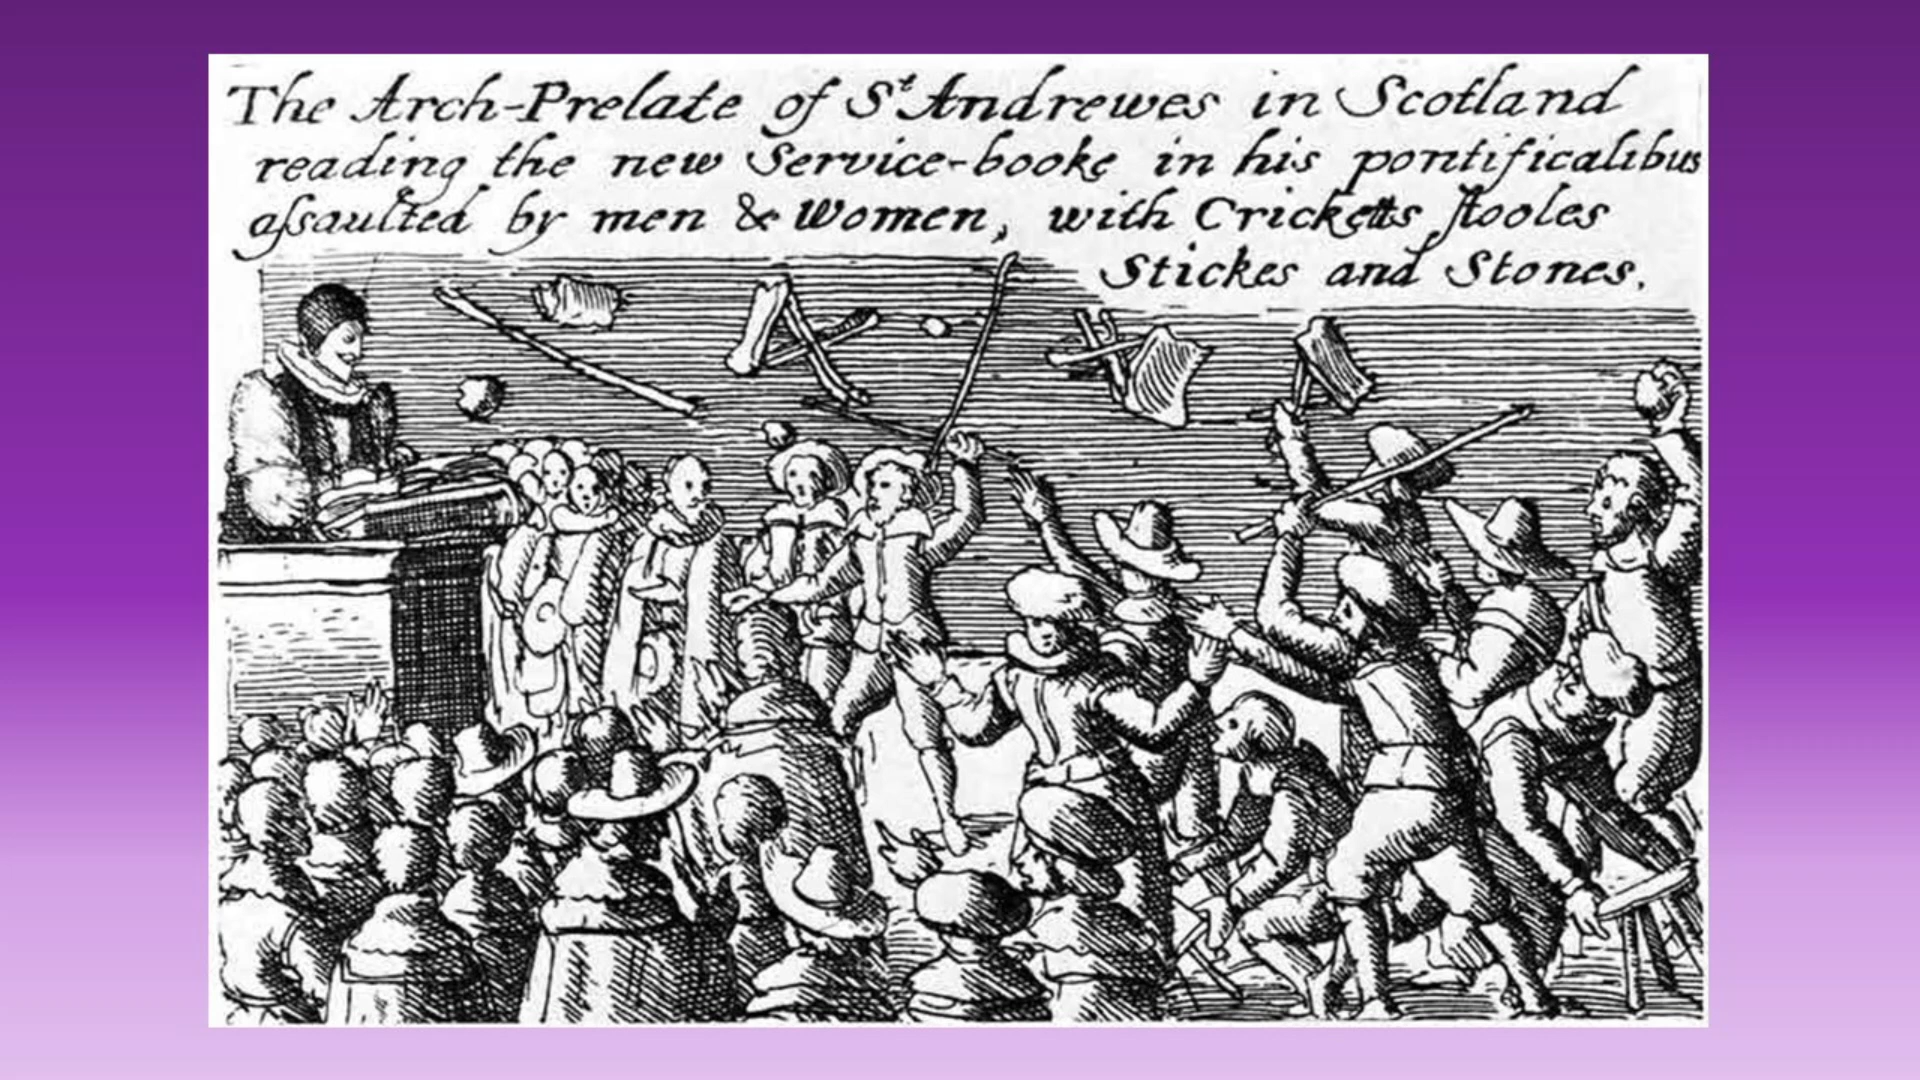 The Arch-Prelate of St Andrewes in Scotland
reading the new Service-booke in his pontificalibus
aſsaulted by men & Women, with Cricketts ſtooles
Stickes and Stones.